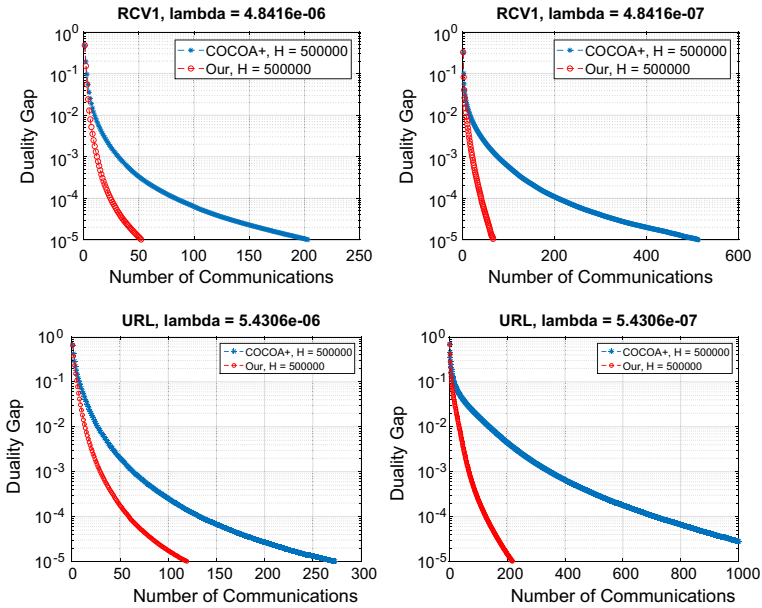 RCV1, lambda = 4.8416e-06
10^0
10^-1
10^-2
10^-3
10^-4
10^-5
Duality Gap
COCOA+, H = 500000
Our, H = 500000
0 50 100 150 200 250
Number of Communications
RCV1, lambda = 4.8416e-07
10^0
10^-1
10^-2
10^-3
10^-4
10^-5
Duality Gap
COCOA+, H = 500000
Our, H = 500000
0 200 400 600
Number of Communications
URL, lambda = 5.4306e-06
10^0
10^-1
10^-2
10^-3
10^-4
10^-5
Duality Gap
COCOA+, H = 500000
Our, H = 500000
0 50 100 150 200 250 300
Number of Communications
URL, lambda = 5.4306e-07
10^0
10^-1
10^-2
10^-3
10^-4
10^-5
Duality Gap
COCOA+, H = 500000
Our, H = 500000
0 200 400 600 800 1000
Number of Communications